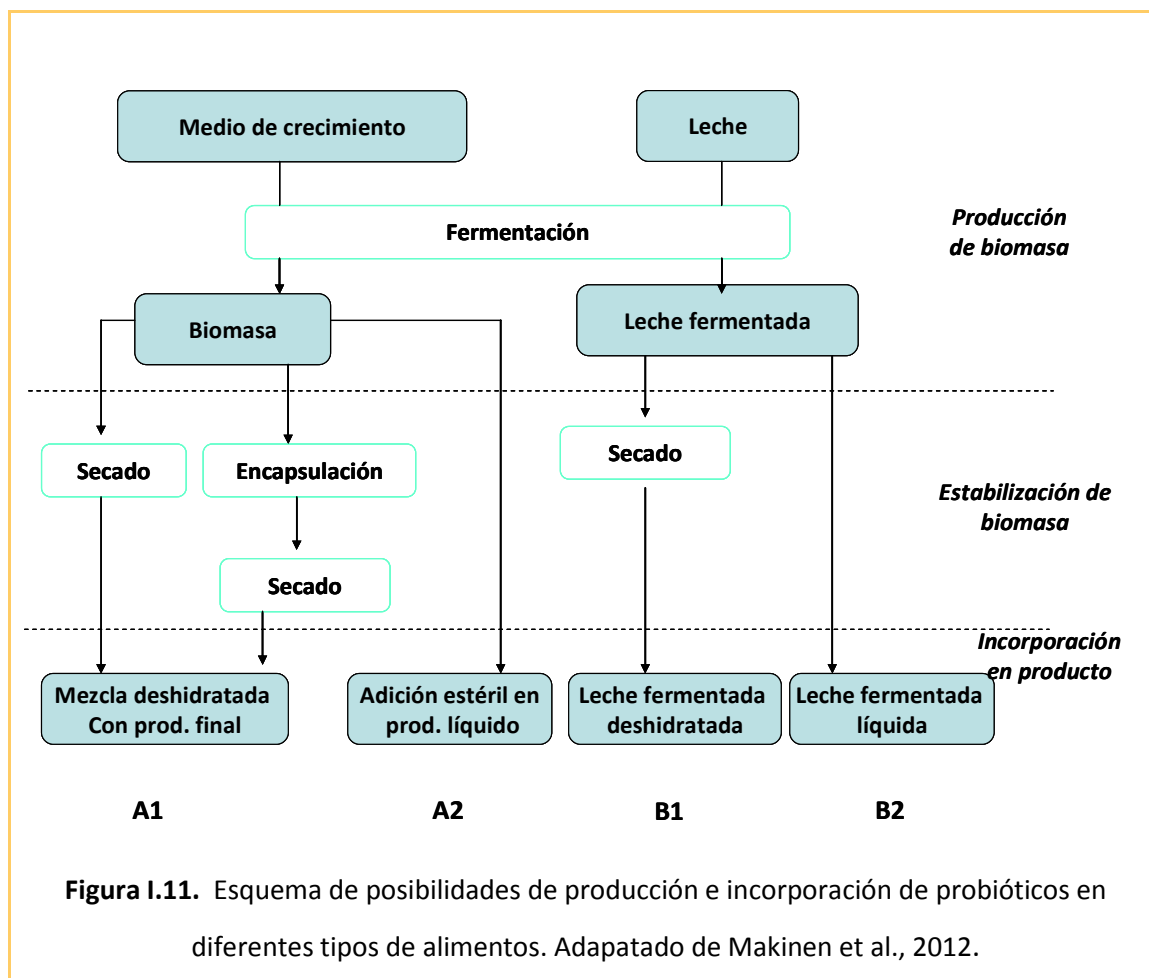 Medio de crecimiento
Leche
Fermentación
Producción
de biomasa
Biomasa
Leche fermentada
Secado
Encapsulación
Secado
Estabilización de
biomasa
Secado
Incorporación
en producto
Mezcla deshidratada
Con prod. final
Adición estéril en
prod. líquido
Leche fermentada
deshidratada
Leche fermentada
líquida
A1
A2
B1
B2
Figura I.11. Esquema de posibilidades de producción e incorporación de probióticos en
diferentes tipos de alimentos. Adapatado de Makinen et al., 2012.